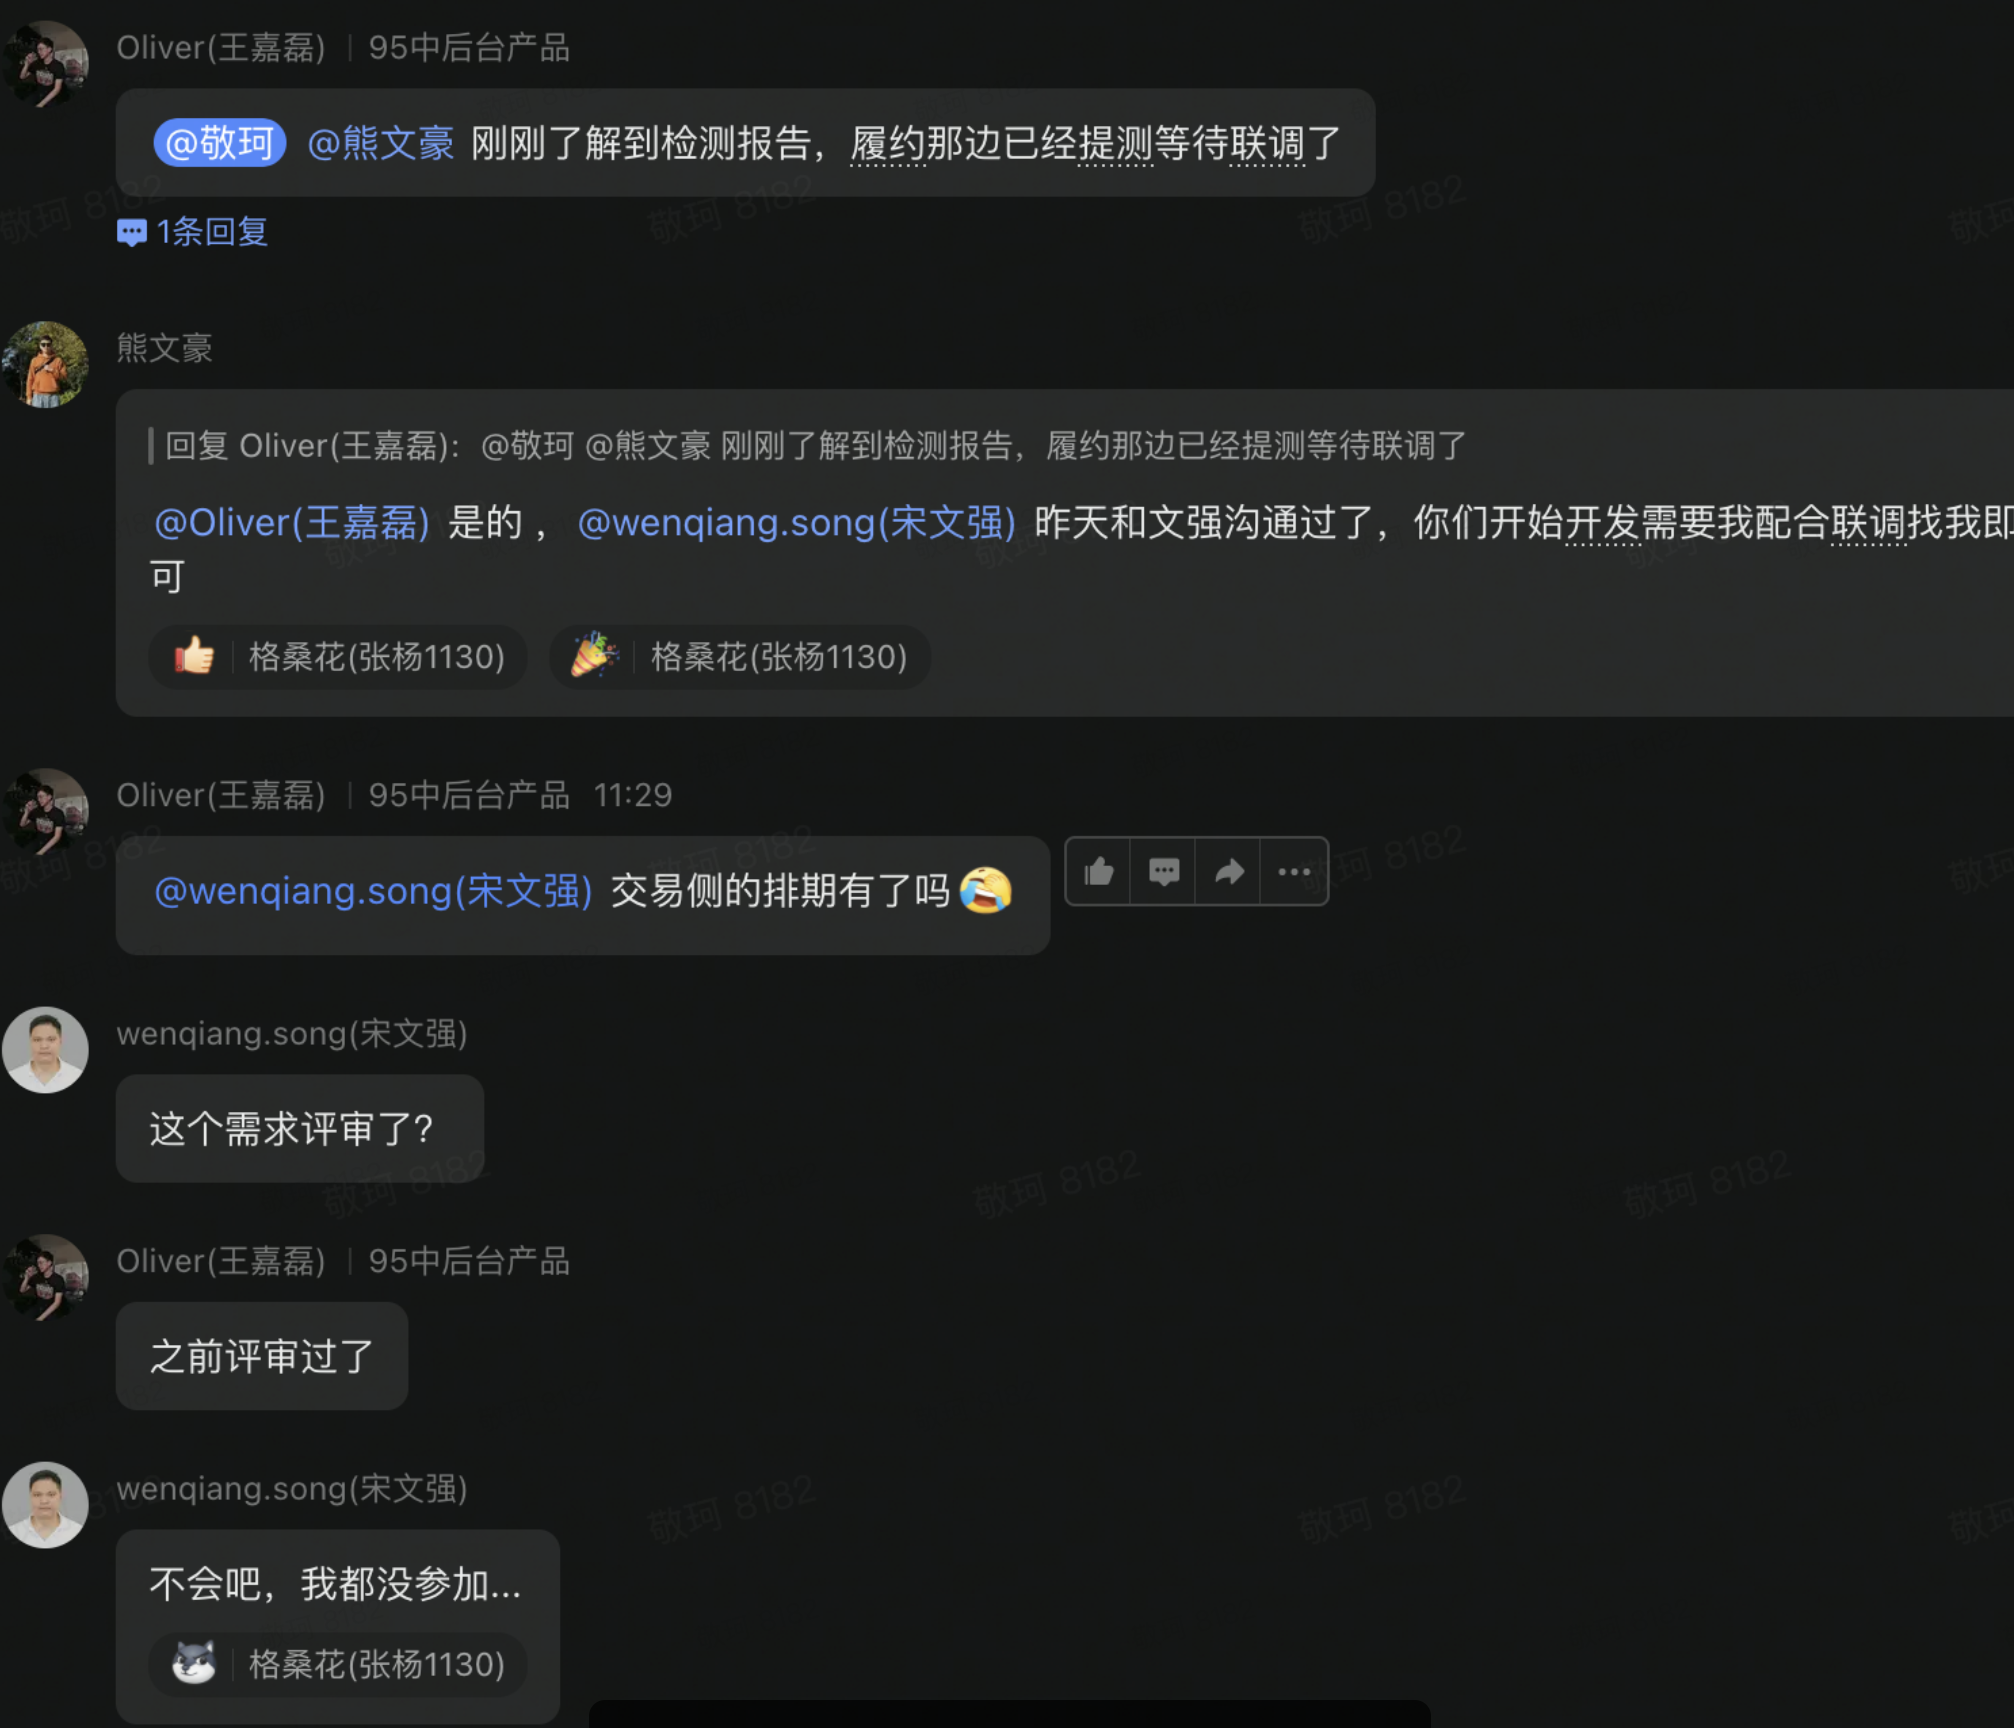 Oliver(王嘉磊) | 95中后台产品
@敬珂 @熊文豪 刚刚了解到检测报告，履约那边已经提测等待联调了
1条回复
熊文豪
回复 Oliver(王嘉磊)：@敬珂 @熊文豪 刚刚了解到检测报告，履约那边已经提测等待联调了
@Oliver(王嘉磊) 是的 ， @wenqiang.song(宋文强) 昨天和文强沟通过了，你们开始开发需要我配合联调找我即
可
格桑花(张杨1130) 格桑花(张杨1130)
Oliver(王嘉磊) | 95中后台产品 11:29
@wenqiang.song(宋文强) 交易侧的排期有了吗
wenqiang.song(宋文强)
这个需求评审了?
Oliver(王嘉磊) | 95中后台产品
之前评审过了
wenqiang.song(宋文强)
不会吧，我都没参加...
格桑花(张杨1130)
敬珂 8182